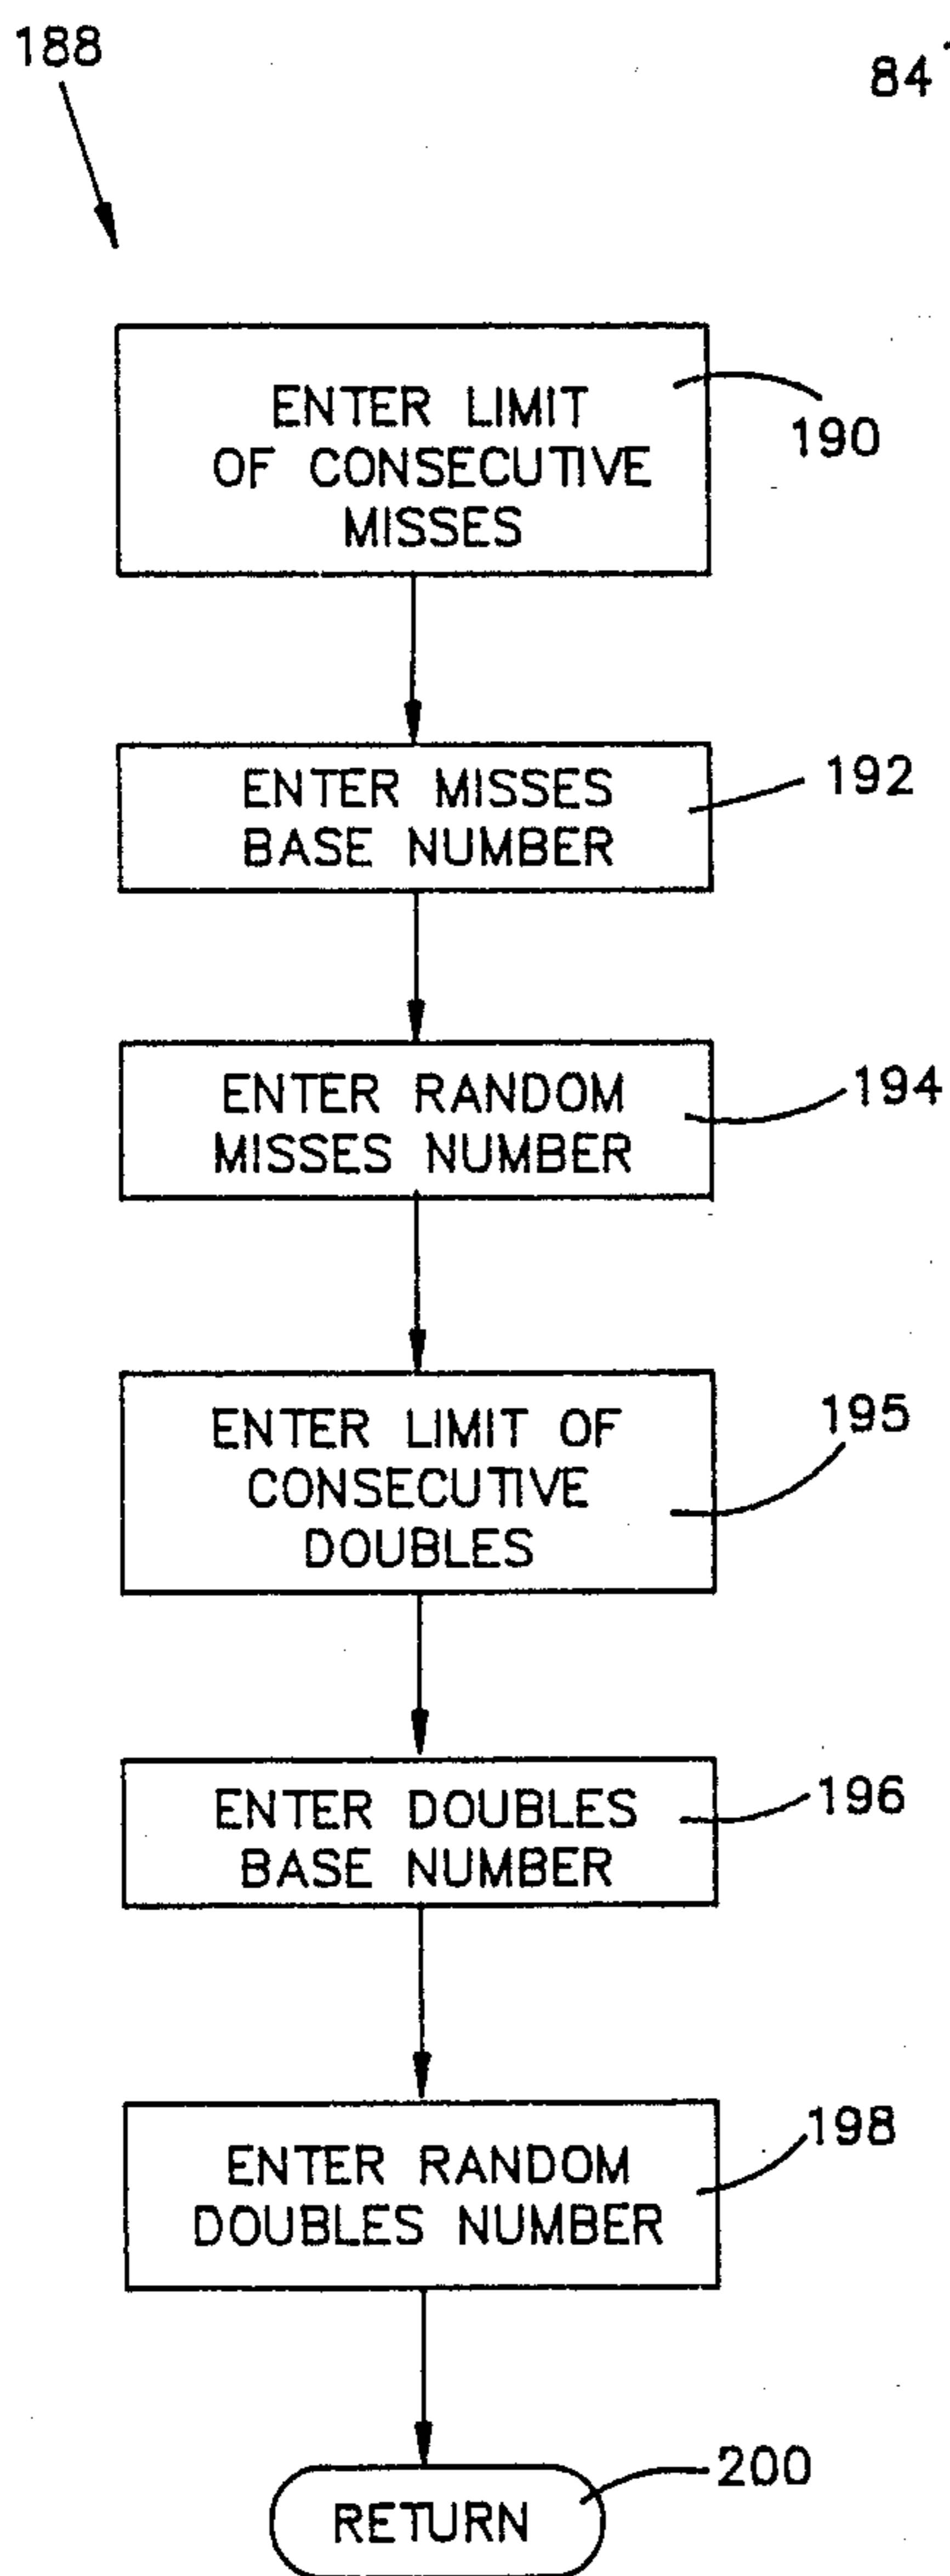 188
84
ENTER LIMIT
OF CONSECUTIVE
MISSES
190
ENTER MISSES
BASE NUMBER
192
ENTER RANDOM
MISSES NUMBER
194
ENTER LIMIT OF
CONSECUTIVE
DOUBLES
195
ENTER DOUBLES
BASE NUMBER
196
ENTER RANDOM
DOUBLES NUMBER
198
RETURN
200